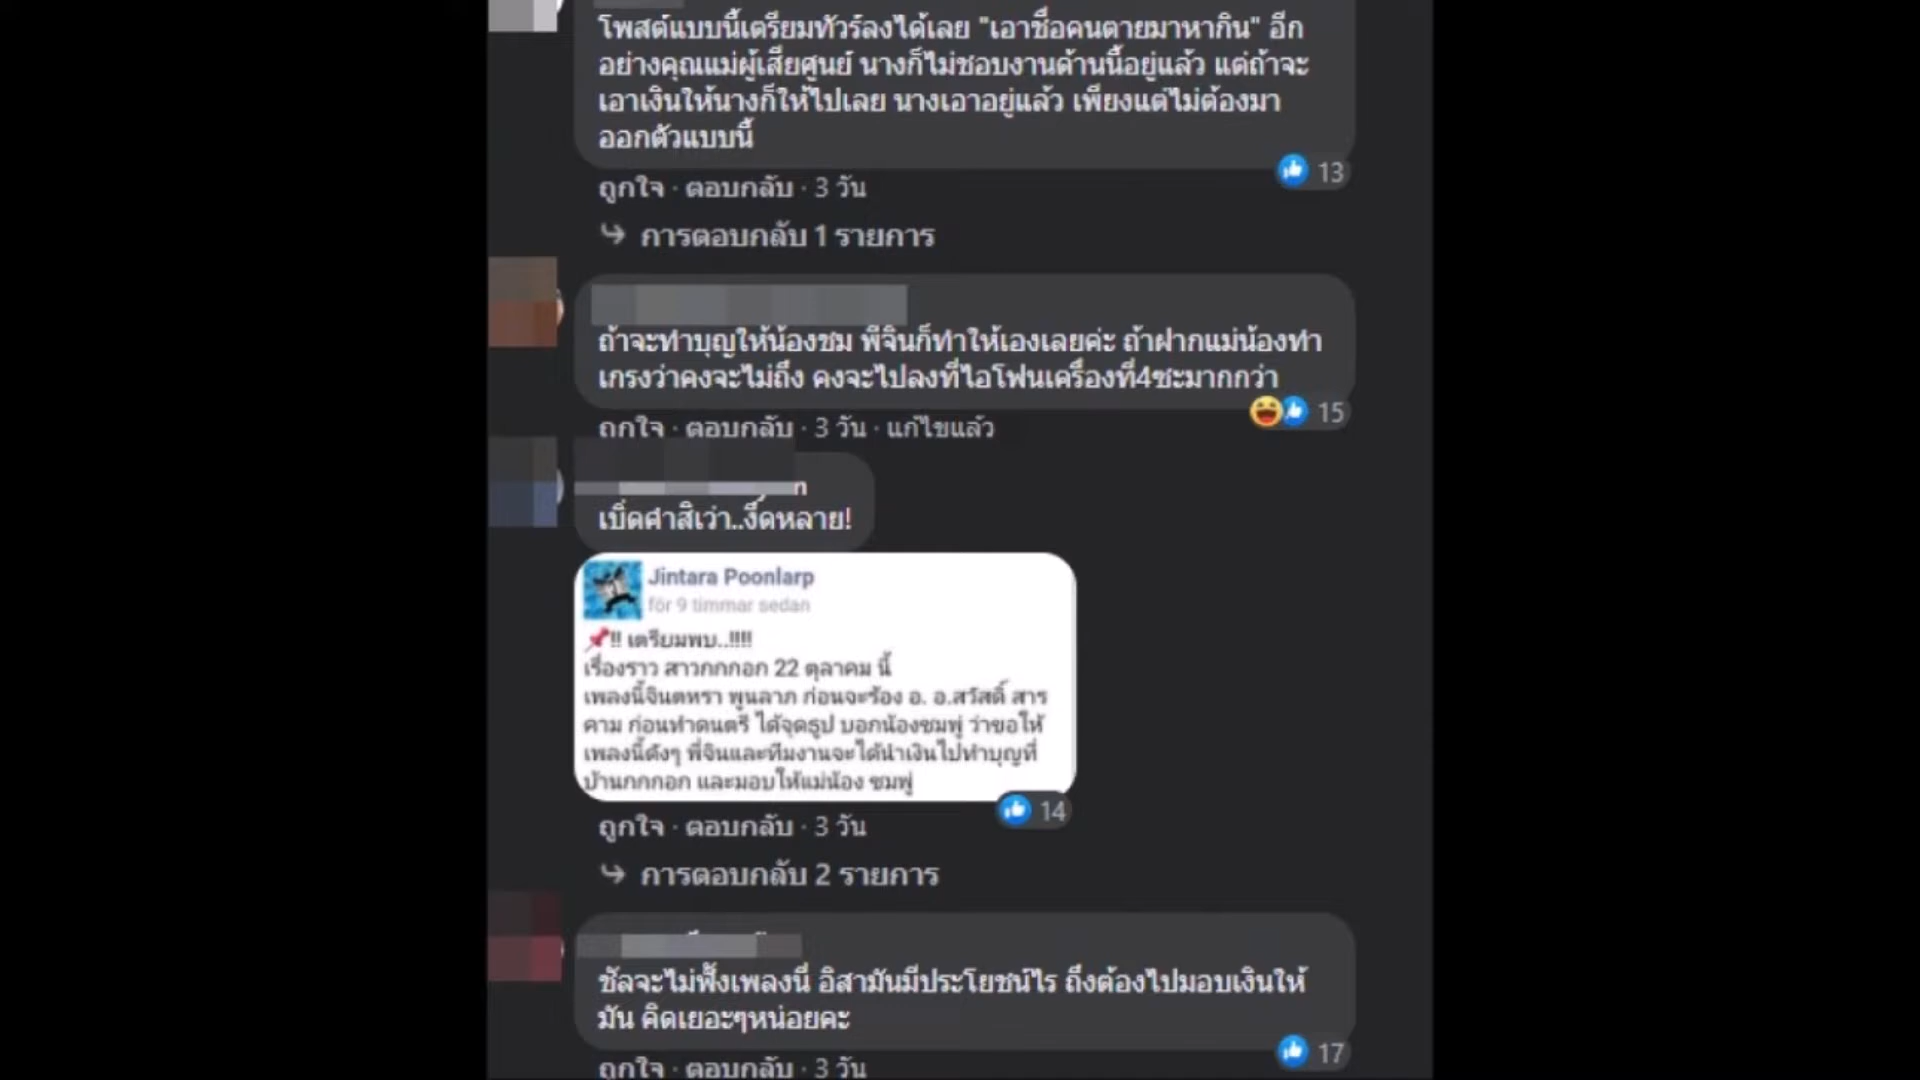 โพสต์แบบนี้เตรียมทัวร์ลงได้เลย "เอาชื่อคนตายมาหากิน" อีก
อย่างคุณแม่ผู้เสียศูนย์ นางก็ไม่ชอบงานด้านนี้อยู่แล้ว แต่ถ้าจะ
เอาเงินให้นางก็ให้ไปเลย นางเอาอยู่แล้ว เพียงแต่ไม่ต้องมา
ออกตัวแบบนี้
13
ถูกใจ · ตอบกลับ · 3 วัน
การตอบกลับ 1 รายการ
ถ้าจะทำบุญให้น้องชม พี่จินก็ทำให้เองเลยค่ะ ถ้าฝากแม่น้องทำ
เกรงว่าคงจะไม่ถึง คงจะไปลงที่ไอโฟนเครื่องที่4ซะมากกว่า
15
ถูกใจ · ตอบกลับ · 3 วัน · แก้ไขแล้ว
เบิ่ดคำสิเว่า..งึ๊ดหลาย!
Jintara Poonlarp
för 9 timmar sedan
📌!! เตรียมพบ..!!!!
เรื่องราว สาวกกกอก 22 ตุลาคม นี้
เพลงนี้จินตหรา พูนลาภ ก่อนจะร้อง อ. อ.สวัสดิ์ สาร
คาม ก่อนทำดนตรี ได้จุดธูป บอกน้องชมพู่ ว่าขอให้
เพลงนี้ดังๆ พี่จินและทีมงานจะได้นำเงินไปทำบุญที่
บ้านกกกอก และมอบให้แม่น้อง ชมพู่
14
ถูกใจ · ตอบกลับ · 3 วัน
การตอบกลับ 2 รายการ
ชัลจะไม่ฟังเพลงนี่ อิสามันมีประโยชน์ไร ถึงต้องไปมอบเงินให้
มัน คิดเยอะๆหน่อยคะ
17
ถูกใจ · ตอบกลับ · 3 วัน